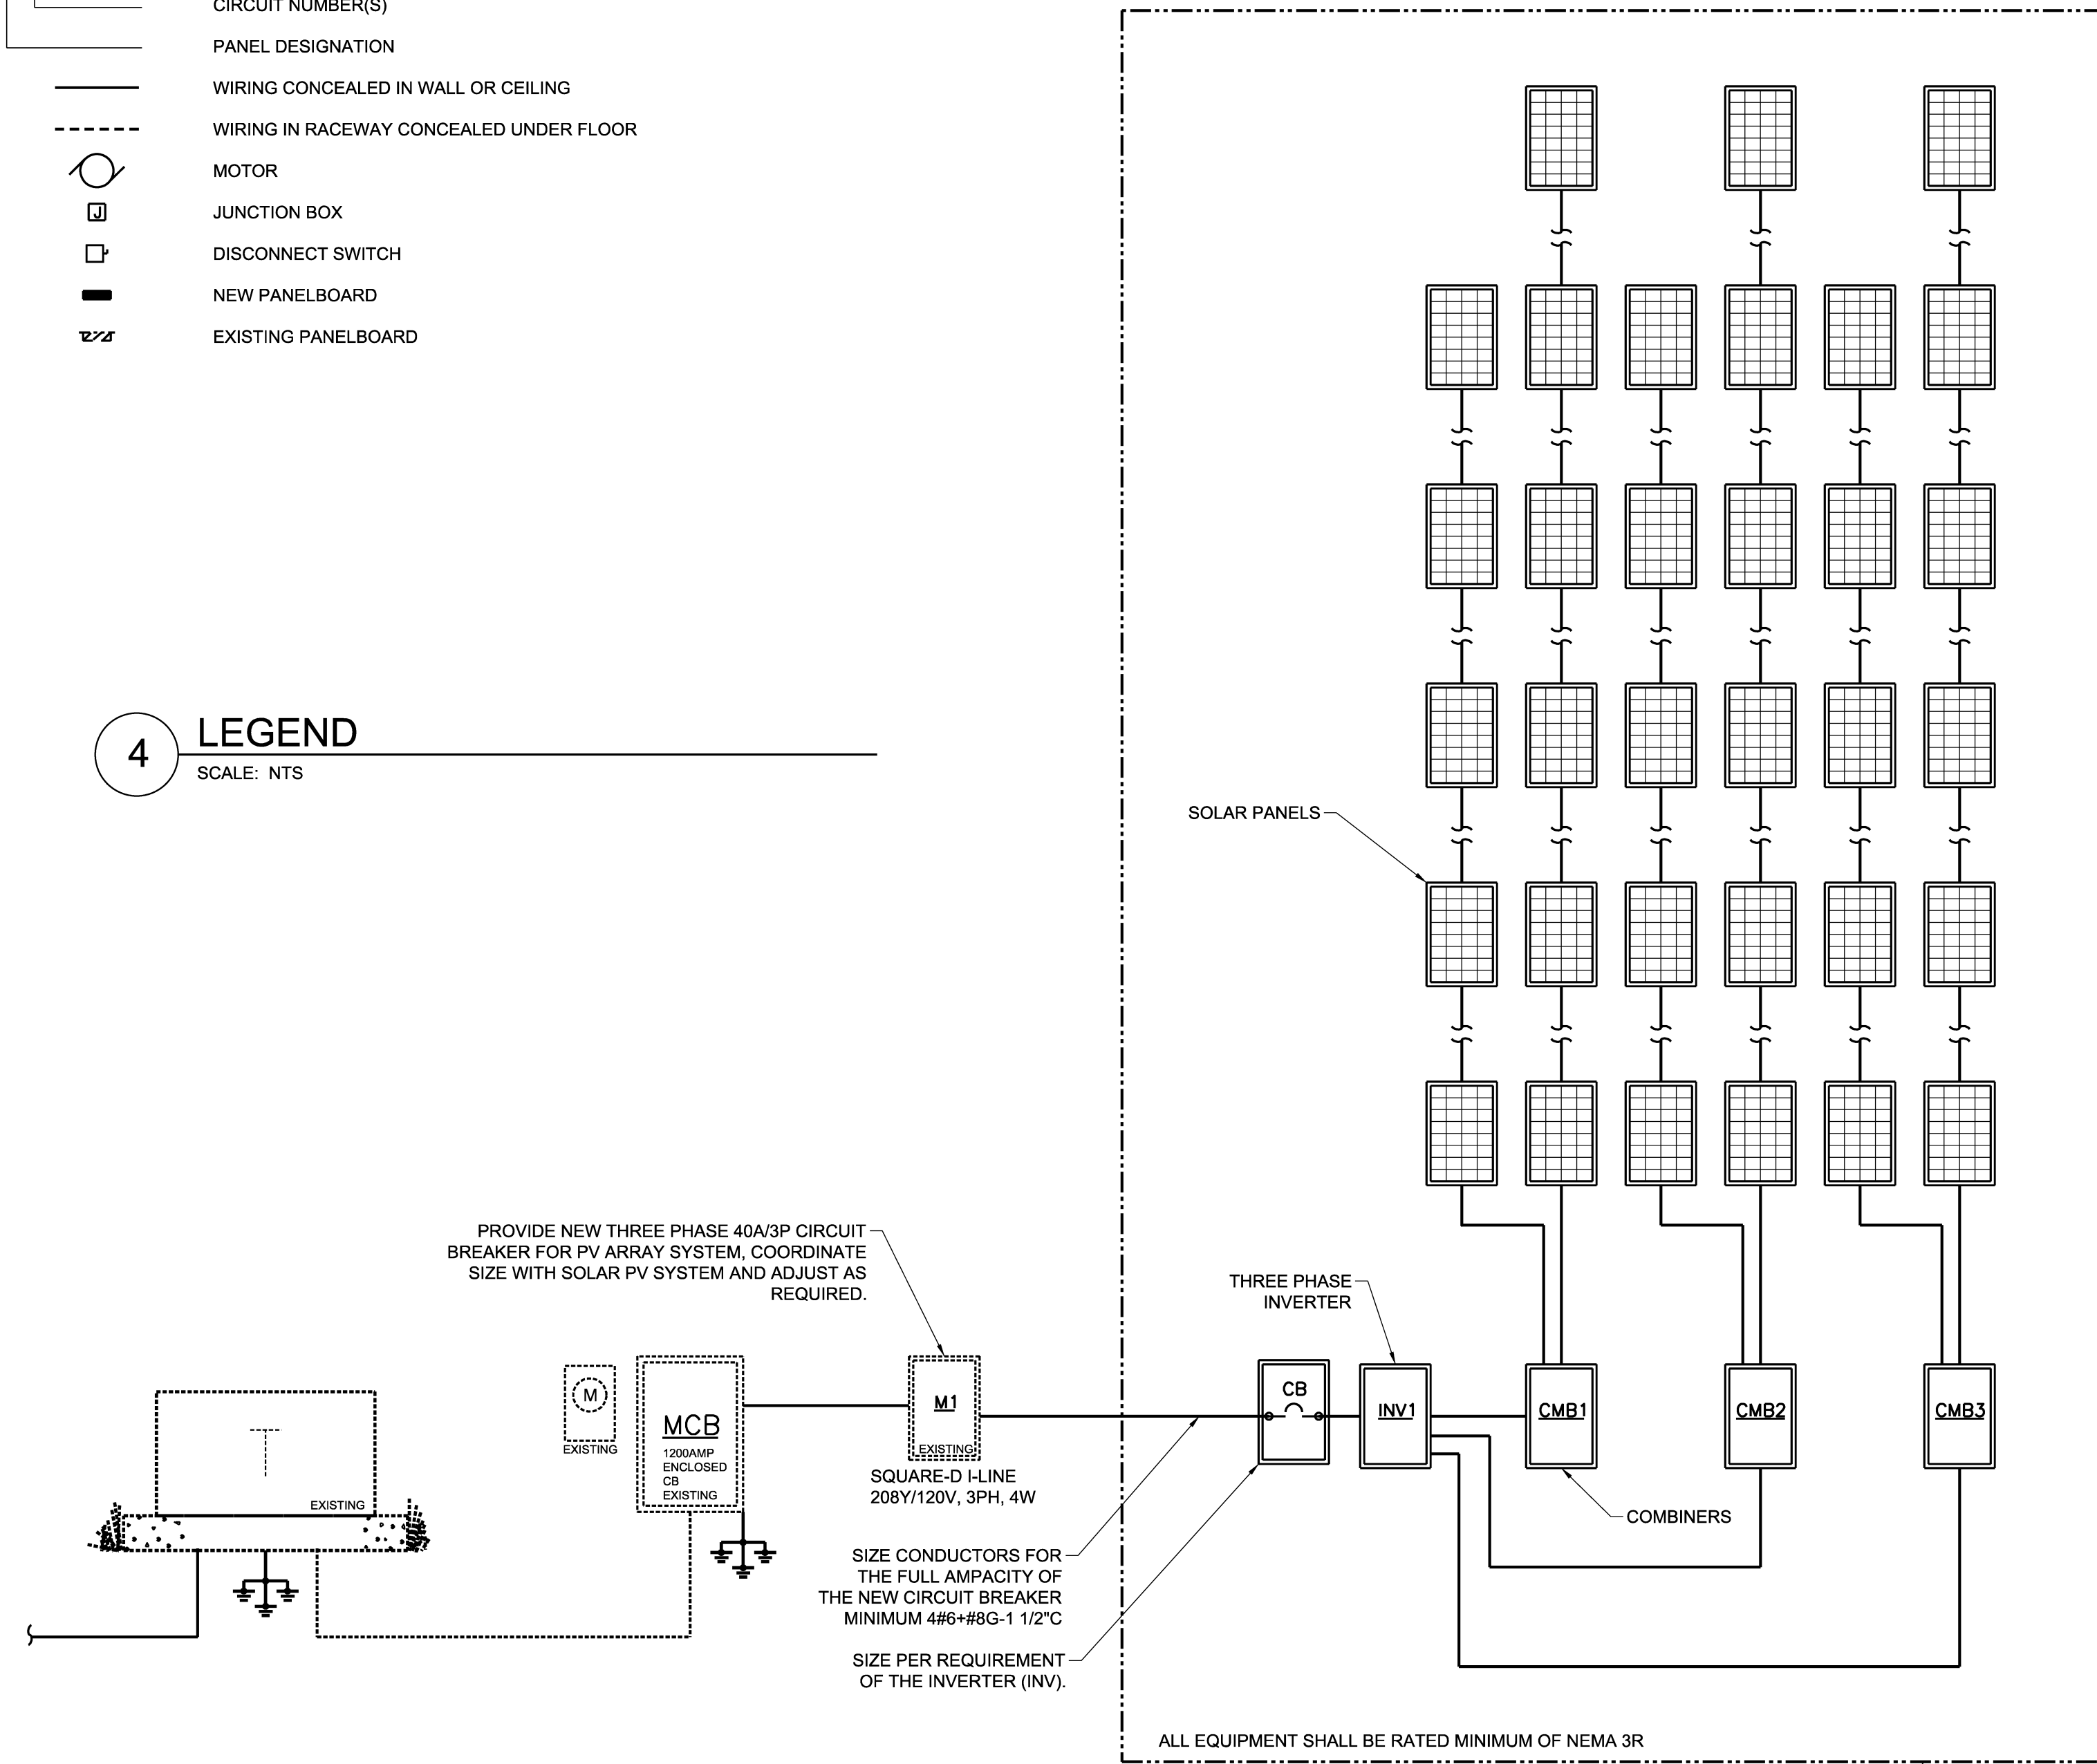 CIRCUIT NUMBER(S)
PANEL DESIGNATION
WIRING CONCEALED IN WALL OR CEILING
WIRING IN RACEWAY CONCEALED UNDER FLOOR
MOTOR
J
JUNCTION BOX
DISCONNECT SWITCH
NEW PANELBOARD
EXISTING PANELBOARD
4
LEGEND
SCALE: NTS
SOLAR PANELS
PROVIDE NEW THREE PHASE 40A/3P CIRCUIT
BREAKER FOR PV ARRAY SYSTEM, COORDINATE
SIZE WITH SOLAR PV SYSTEM AND ADJUST AS
REQUIRED.
THREE PHASE
INVERTER
T
EXISTING
M
EXISTING
MCB
1200AMP
ENCLOSED
CB
EXISTING
M1
EXISTING
SQUARE-D I-LINE
208Y/120V, 3PH, 4W
CB
INV1
CMB1
CMB2
CMB3
COMBINERS
SIZE CONDUCTORS FOR
THE FULL AMPACITY OF
THE NEW CIRCUIT BREAKER
MINIMUM 4#6+#8G-1 1/2"C
SIZE PER REQUIREMENT
OF THE INVERTER (INV).
ALL EQUIPMENT SHALL BE RATED MINIMUM OF NEMA 3R